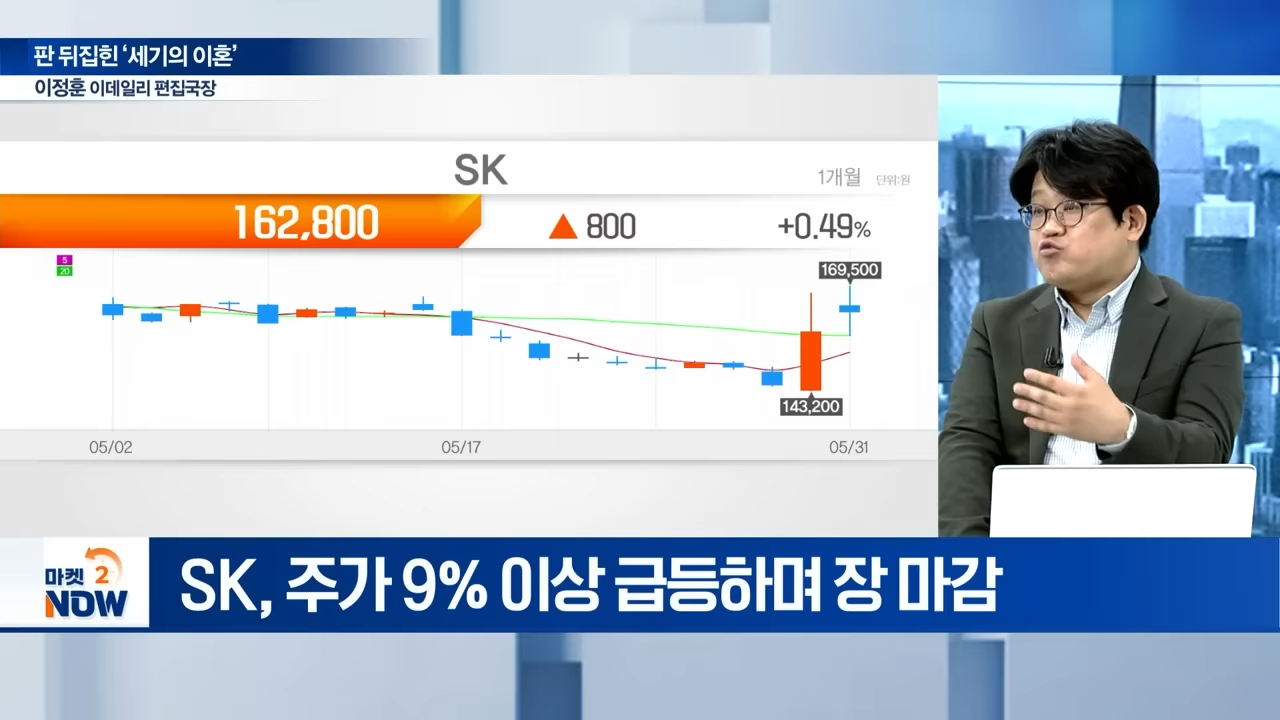 판 뒤집힌 ‘세기의 이혼’
이정훈 이데일리 편집국장
SK
1개월 단위:원
162,800 ▲ 800 +0.49%
5
20
169,500
143,200
05/02 05/17 05/31
마켓 2
NOW
SK, 주가 9% 이상 급등하며 장 마감